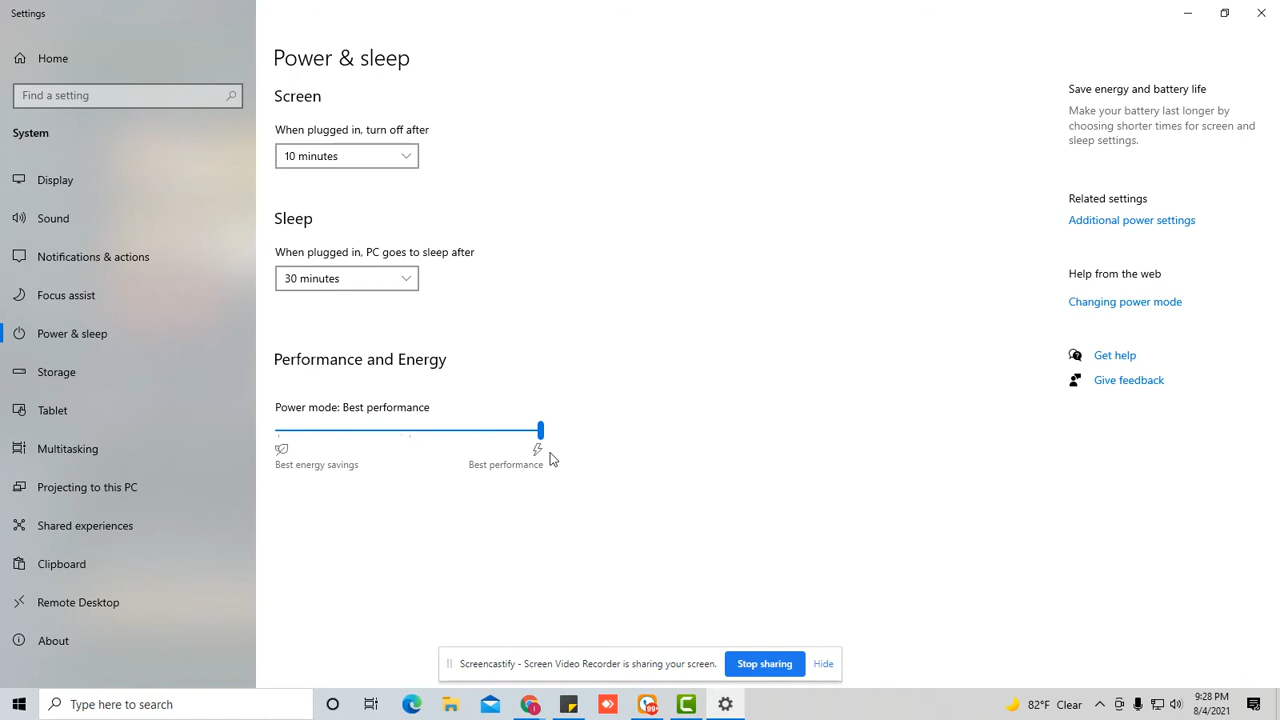 Settings
Home
Find a setting
System
Display
Sound
Notifications & actions
Focus assist
Power & sleep
Storage
Tablet
Multitasking
Projecting to this PC
Shared experiences
Clipboard
Remote Desktop
About
Power & sleep
Screen
When plugged in, turn off after
10 minutes
Sleep
When plugged in, PC goes to sleep after
30 minutes
Performance and Energy
Power mode: Best performance
Best energy savings
Best performance
Save energy and battery life
Make your battery last longer by
choosing shorter times for screen and
sleep settings.
Related settings
Additional power settings
Help from the web
Changing power mode
Get help
Give feedback
Screencastify - Screen Video Recorder is sharing your screen.
Stop sharing
Hide
Type here to search
99+
82°F Clear
9:28 PM
8/4/2021